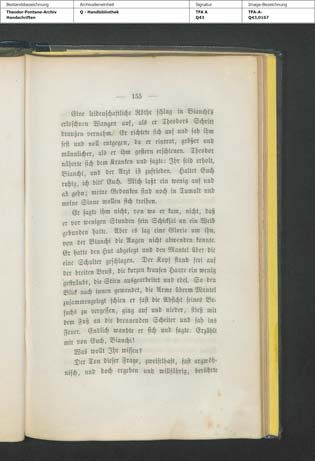 Bestandsbezeichnung Archivalieneinheit Signatur Image-Bezeichnung
Theodor-Fontane-Archiv Q - Handbibliothek TFA A TFA-A-
Handschriften Q43 Q43,0167
— 155 —
Eine leidenschaftliche Röthe schlug in Bianchi's
erloschnen Wangen auf, als er Theodors Schritt
draußen vernahm. Er richtete sich auf und sah ihm
fest und voll entgegen, da er eintrat, größer und
männlicher, als er ihm gestern erschienen. Theodor
näherte sich dem Kranken und sagte: Ihr seid erholt,
Bianchi, und der Arzt ist zufrieden. Haltet Euch
ruhig, ich bitt' Euch. Mich laßt ein wenig auf und
ab gehn; meine Gedanken sind noch in Tumult und
meine Sinne wollen sich treiben.
Er sagte ihm nicht, von wo er kam, nicht, daß
er vor wenigen Stunden sein Schicksal an ein Weib
gebunden hatte. Aber es lag eine Glorie um ihn,
von der Bianchi die Augen nicht abwenden konnte.
Er hatte den Hut abgelegt und den Mantel über die
eine Schulter geschlagen. Der Kopf stand frei auf
der breiten Brust, die kurzen krausen Haare ein wenig
gesträubt, die Stirn ausgearbeitet und edel. So den
Blick nach innen gewendet, die Arme überm Mantel
zusammengelegt schien er fast die Absicht seines Be-
suchs zu vergessen, ging auf und nieder, stieß mit
dem Fuß an die brennenden Scheiter und sah ins
Feuer. Endlich wandte er sich und sagte: Erzählt
mir von Euch, Bianchi!
Was wollt Ihr wissen?
Der Ton dieser Frage, zweifelhaft, fast argwöh-
nisch, und doch ergeben und willfährig, berührte